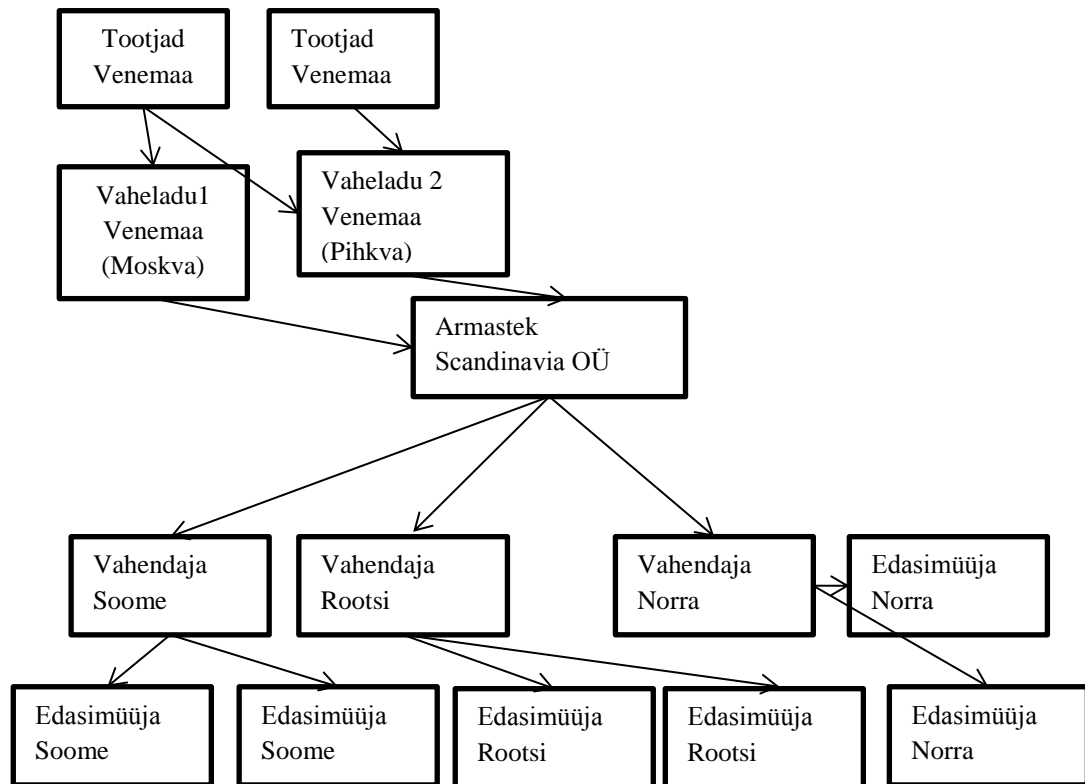 Tootjad
Venemaa
Tootjad
Venemaa
Vaheladu1
Venemaa
(Moskva)
Vaheladu 2
Venemaa
(Pihkva)
Armastek
Scandinavia OÜ
Vahendaja
Soome
Vahendaja
Rootsi
Vahendaja
Norra
Edasimüüja
Norra
Edasimüüja
Soome
Edasimüüja
Soome
Edasimüüja
Rootsi
Edasimüüja
Rootsi
Edasimüüja
Norra